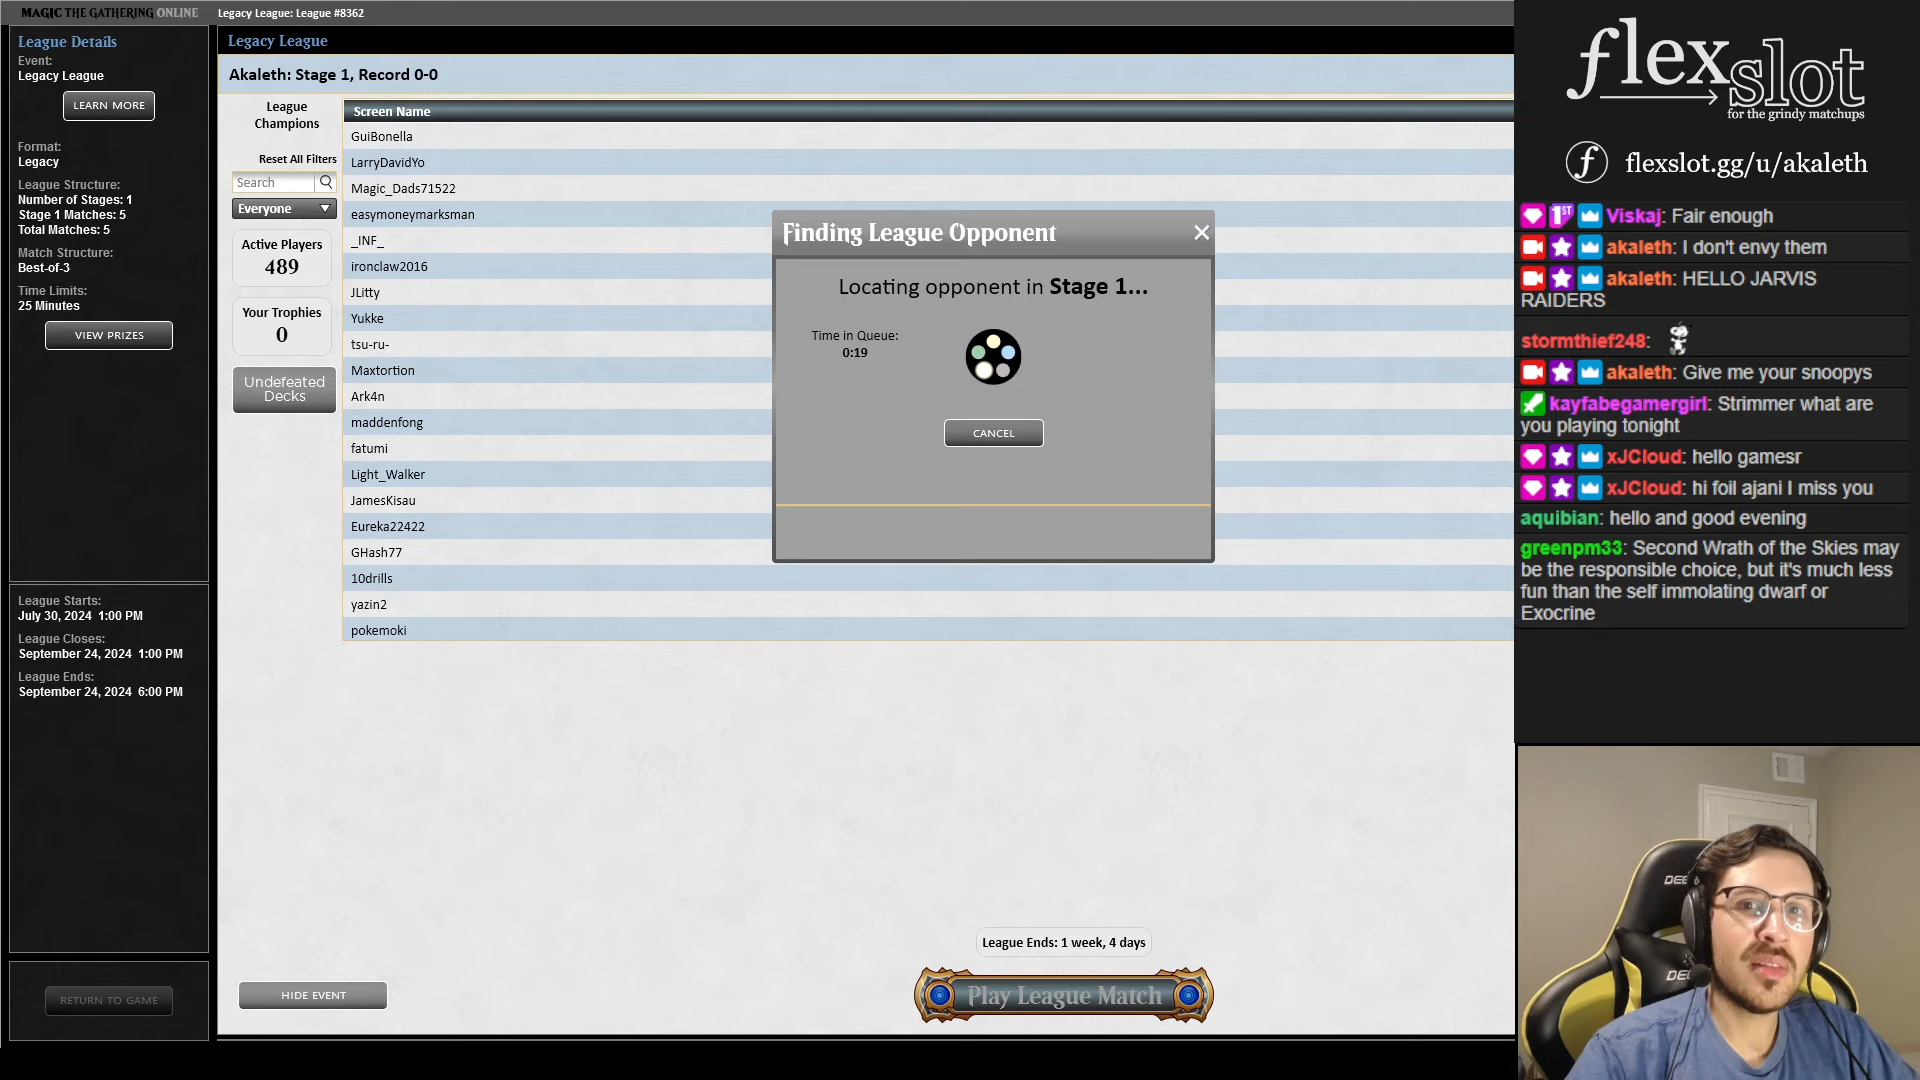 MAGIC THE GATHERING ONLINE
Legacy League: League #8362
League Details
Event:
Legacy League
LEARN MORE
Format:
Legacy
League Structure:
Number of Stages: 1
Stage 1 Matches: 5
Total Matches: 5
Match Structure:
Best-of-3
Time Limits:
25 Minutes
VIEW PRIZES
League Starts:
July 30, 2024 1:00 PM
League Closes:
September 24, 2024 1:00 PM
League Ends:
September 24, 2024 6:00 PM
RETURN TO GAME
Legacy League
Akaleth: Stage 1, Record 0-0
League
Champions
Reset All Filters
Search
Everyone
Active Players
489
Your Trophies
0
Undefeated
Decks
Screen Name
GuiBonella
LarryDavidYo
Magic_Dads71522
easymoneymarksman
_INF_
ironclaw2016
JLitty
Yukke
tsu-ru-
Maxtortion
Ark4n
maddenfong
fatumi
Light_Walker
JamesKisau
Eureka22422
GHash77
10drills
yazin2
pokemoki
Finding League Opponent
Locating opponent in Stage 1...
Time in Queue:
0:19
CANCEL
League Ends: 1 week, 4 days
HIDE EVENT
Play League Match
flex
slot
for the grindy matchups
f flexslot.gg/u/akaleth
1ST Viskaj: Fair enough
akaleth: I don't envy them
akaleth: HELLO JARVIS
RAIDERS
stormthief248:
akaleth: Give me your snoopys
kayfabegamergirl: Strimmer what are
you playing tonight
xJCloud: hello gamesr
xJCloud: hi foil ajani I miss you
aquibian: hello and good evening
greenpm33: Second Wrath of the Skies may
be the responsible choice, but it's much less
fun than the self immolating dwarf or
Exocrine